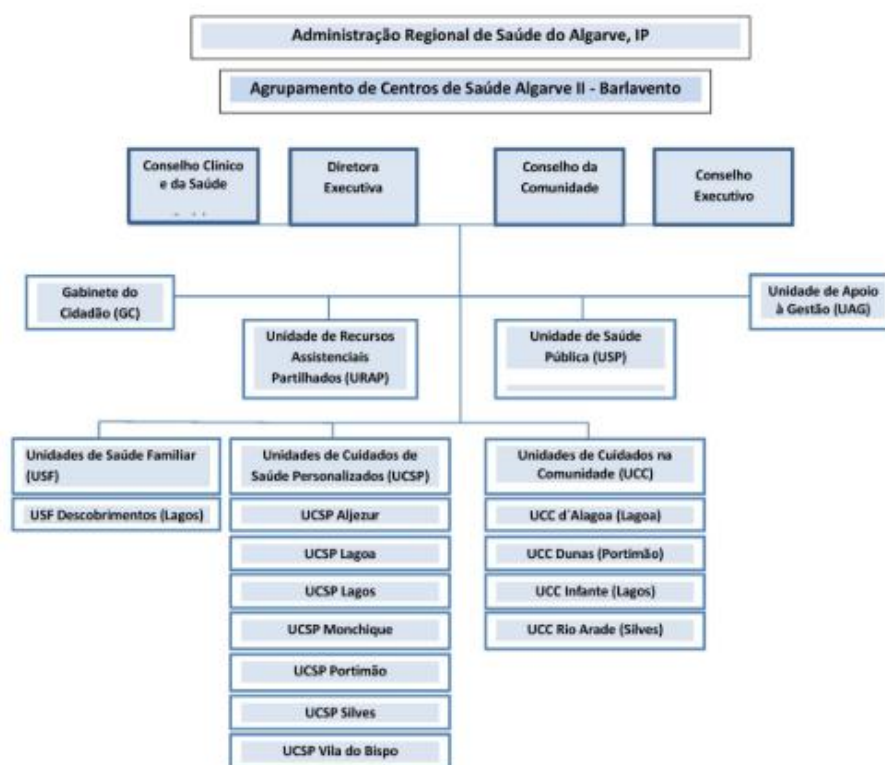 Administração Regional de Saúde do Algarve, IP
Agrupamento de Centros de Saúde Algarve II - Barlavento
Conselho Clínico
e da Saúde
Diretora
Executiva
Conselho da
Comunidade
Conselho
Executivo
Gabinete do
Cidadão (GC)
Unidade de Recursos
Assistenciais
Partilhados (URAP)
Unidade de Saúde
Pública (USP)
Unidade de Apoio
à Gestão (UAG)
Unidades de Saúde Familiar
(USF)
USF Descobrimentos (Lagos)
Unidades de Cuidados de
Saúde Personalizados (UCSP)
UCSP Aljezur
UCSP Lagoa
UCSP Lagos
UCSP Monchique
UCSP Portimão
UCSP Silves
UCSP Vila do Bispo
Unidades de Cuidados na
Comunidade (UCC)
UCC d´Alagoa (Lagoa)
UCC Dunas (Portimão)
UCC Infante (Lagos)
UCC Rio Arade (Silves)